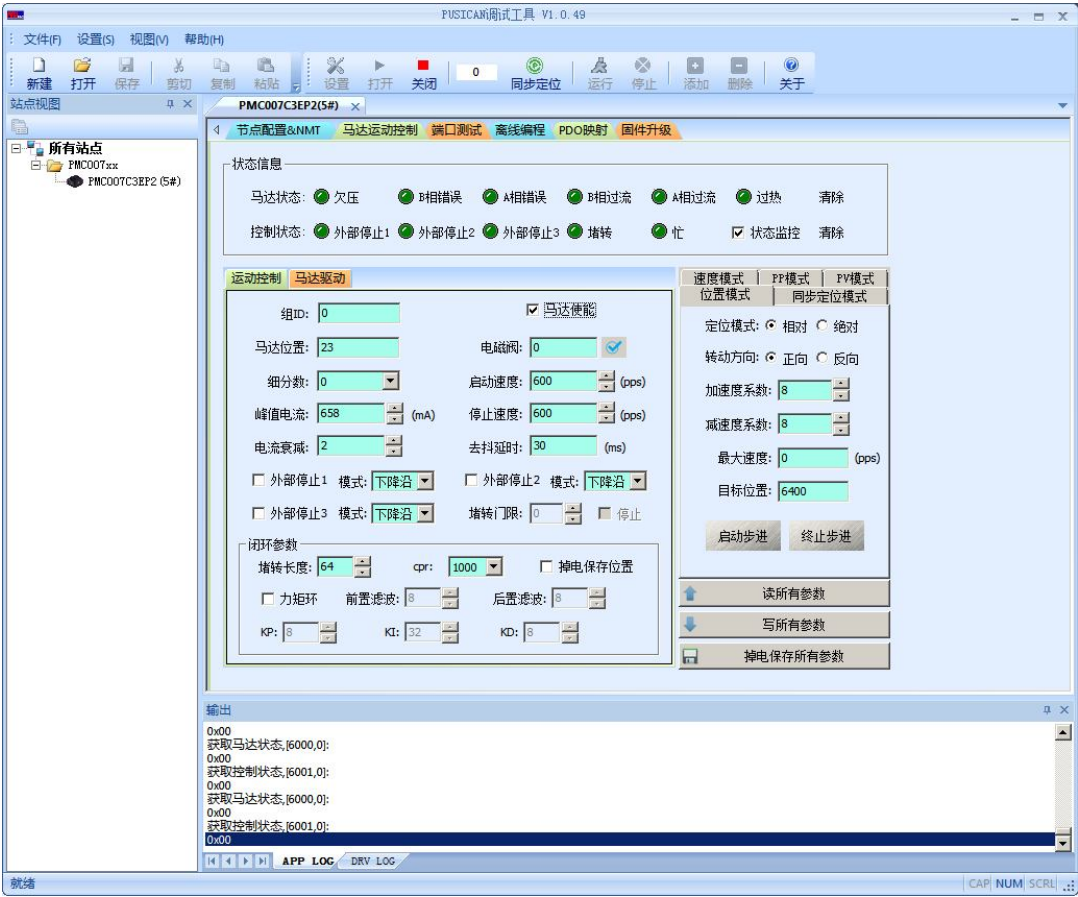 PUSICAN调试工具 V1.0.49
文件(F) 设置(S) 视图(V) 帮助(H)
新建 打开 保存 剪切 复制 粘贴 设置 打开 关闭 0 同步定位 运行 停止 添加 删除 关于
站点视图
PMC007C3EP2(5#)
节点配置&NMT 马达运动控制 端口测试 离线编程 PDO映射 固件升级
所有站点
PMC007xx
PMC007C3EP2 (5#)
状态信息
马达状态: 欠压 B相错误 A相错误 B相过流 A相过流 过热 清除
控制状态: 外部停止1 外部停止2 外部停止3 堵转 忙 状态监控 清除
运动控制 马达驱动
组ID: 0 马达使能
马达位置: 23 电磁阀: 0
细分数: 0 启动速度: 600 (pps)
峰值电流: 658 (mA) 停止速度: 600 (pps)
电流衰减: 2 去抖延时: 30 (ms)
外部停止1 模式: 下降沿 外部停止2 模式: 下降沿
外部停止3 模式: 下降沿 堵转门限: 0 停止
闭环参数
堵转长度: 64 cpr: 1000 掉电保存位置
力矩环 前置滤波: 8 后置滤波: 8
KP: 8 KI: 32 KD: 8
速度模式 PP模式 PV模式
位置模式 同步定位模式
定位模式: 相对 绝对
转动方向: 正向 反向
加速度系数: 8
减速度系数: 8
最大速度: 0 (pps)
目标位置: 6400
启动步进 终止步进
读所有参数
写所有参数
掉电保存所有参数
输出
0x00
获取马达状态,[6000,0]:
0x00
获取控制状态,[6001,0]:
0x00
获取马达状态,[6000,0]:
0x00
获取控制状态,[6001,0]:
0x00
APP LOG DRV LOG
就绪 CAP NUM SCRL